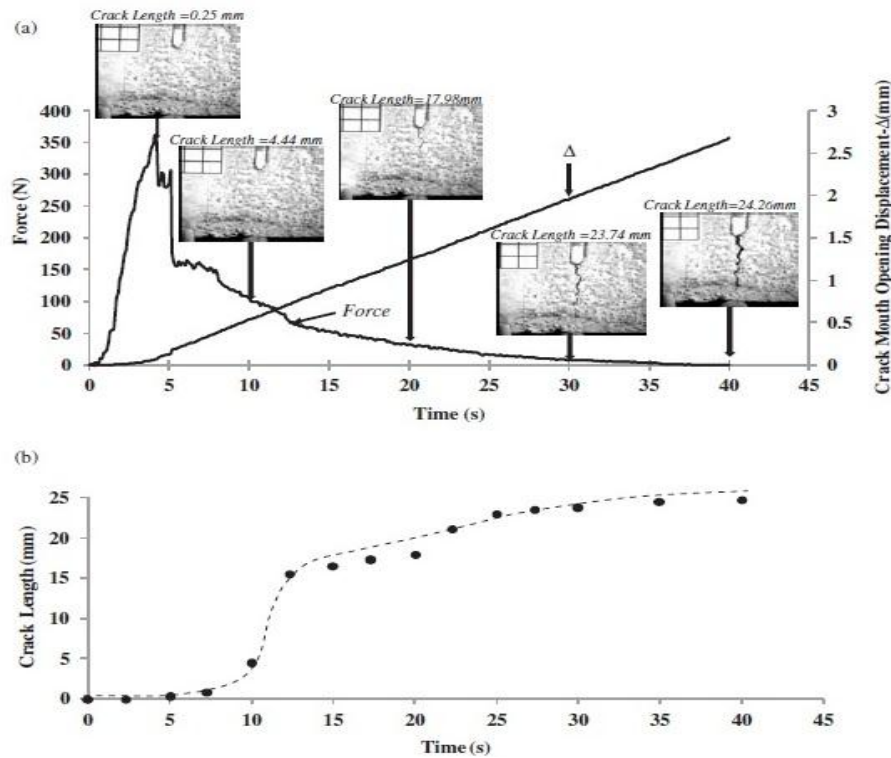 Crack Length =0.25 mm
(a)
Crack Length=17.98mm
400
3
Crack Length =4.44 mm
350
2.5
300
Δ
250
2
Crack Length =24.26mm
200
Crack Length =23.74 mm
1.5
150
1
100
Force
50
0.5
0
0
0 5 10 15 20 25 30 35 40 45
Time (s)
Force (N)
Crack Mouth Opening Displacement-Δ(mm)
(b)
25
20
15
10
5
0
0 5 10 15 20 25 30 35 40 45
Time (s)
Crack Length (mm)